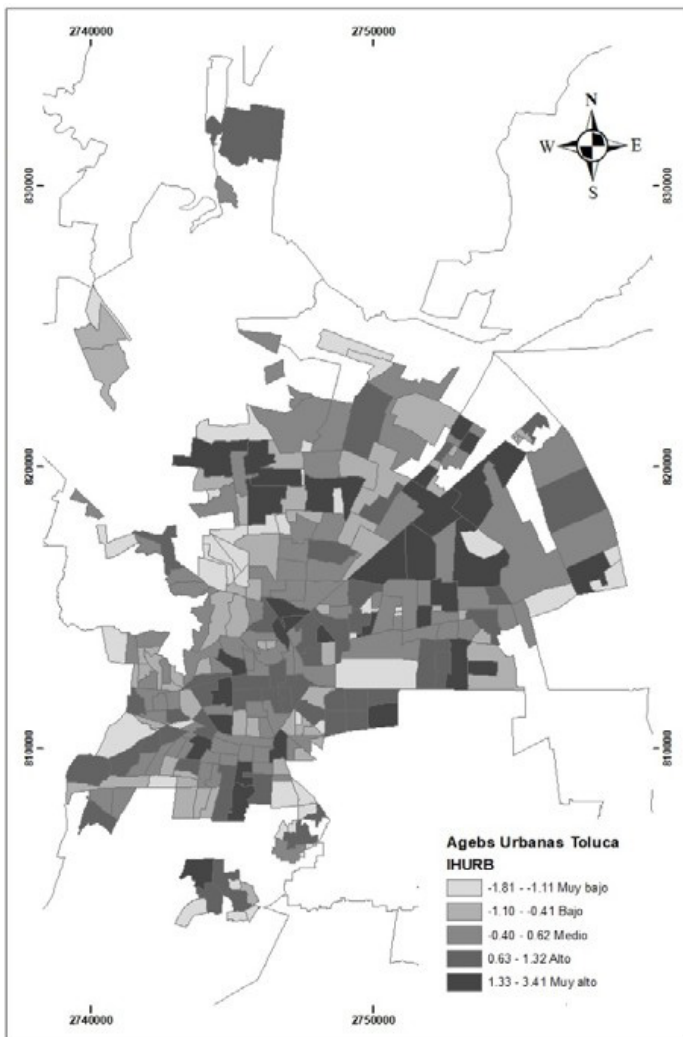 2740000 2750000
N
W E
S
830000 830000
820000 820000
810000 810000
Agebs Urbanas Toluca
IHURB
-1.81 - -1.11 Muy bajo
-1.10 - -0.41 Bajo
-0.40 - 0.62 Medio
0.63 - 1.32 Alto
1.33 - 3.41 Muy alto
2740000 2750000